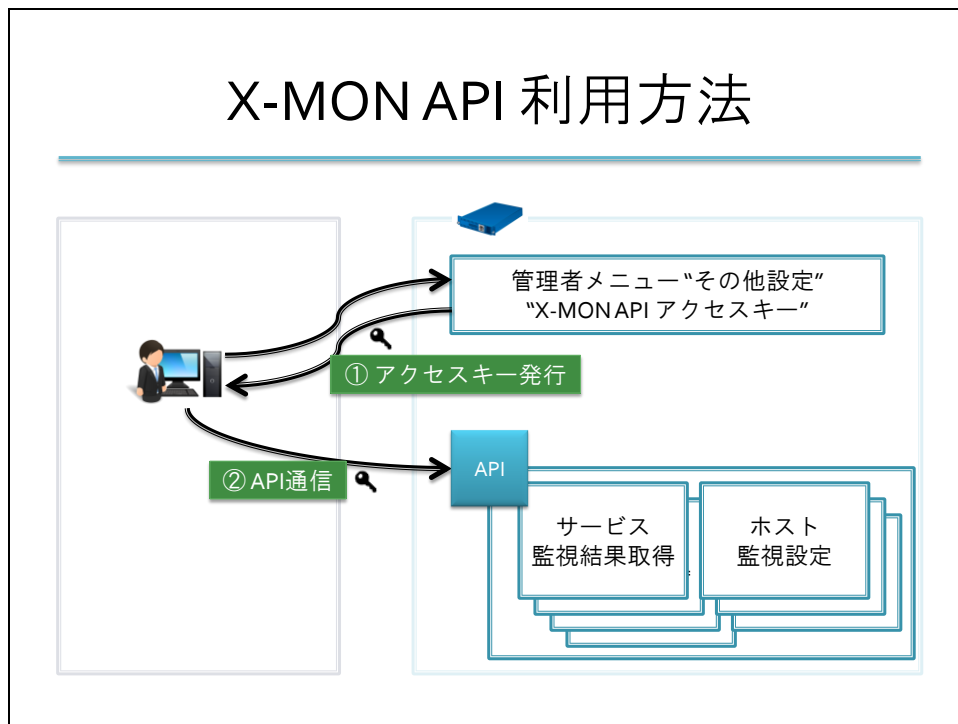 X-MON API 利用方法
管理者メニュー “その他設定”
“X-MON API アクセスキー”
① アクセスキー発行
② API通信
API
サービス
監視結果取得
ホスト
監視設定